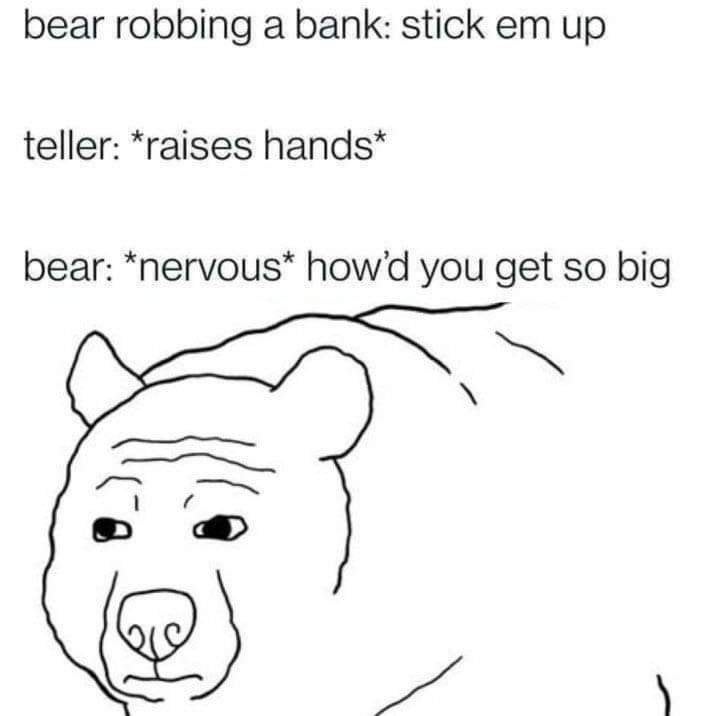 bear robbing a bank: stick em up
teller: *raises hands*
bear: *nervous* how’d you get so big